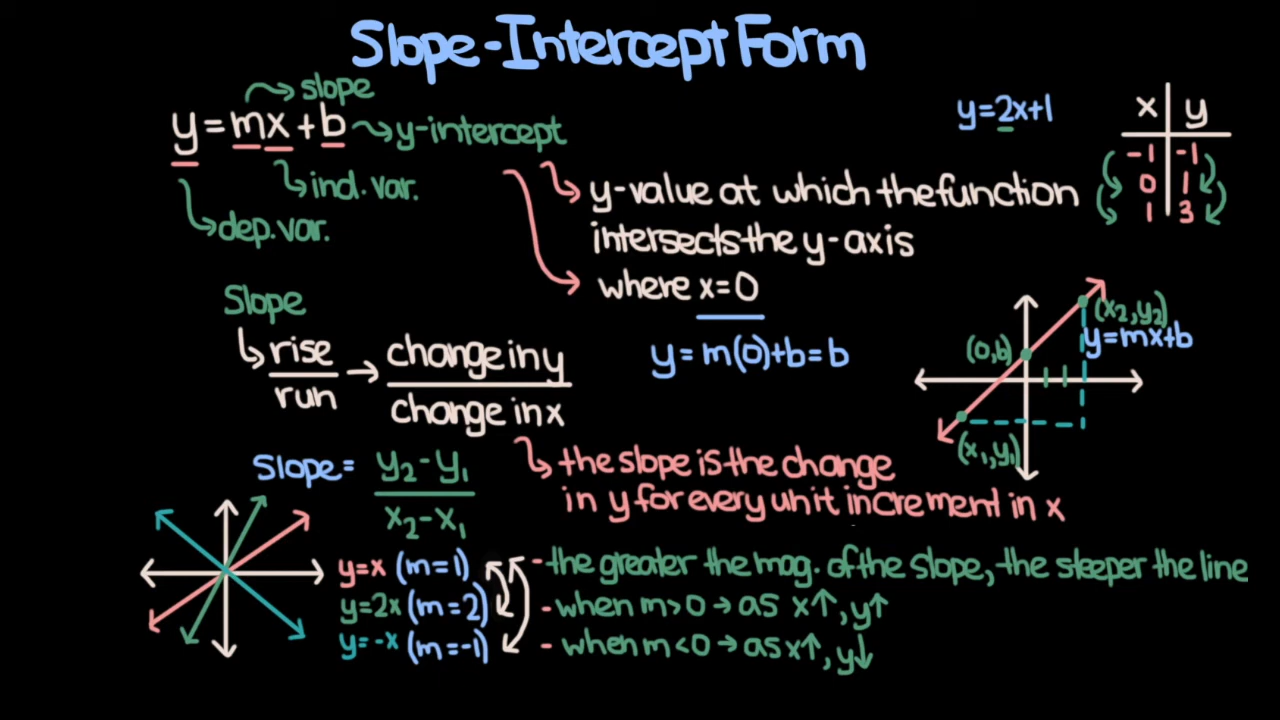 Slope-Intercept Form
slope
y=mx+b
y-intercept
ind.var.
dep.var.
y-value at which the function
intersects the y-axis
where x=0
y=m(0)+b=b
y=2x+1
x y
-1 -1
0 1
1 3
Slope
rise
run
change in y
change in x
(x₂,y₂)
y=mx+b
(0,b)
(x₁,y₁)
Slope=
y₂-y₁
x₂-x₁
the slope is the change
in y for every unit increment in x
y=x (m=1)
y=2x (m=2)
y=-x (m=-1)
-the greater the mag. of the slope, the steeper the line
-when m>0→as x↑, y↑
-when m<0→as x↑, y↓